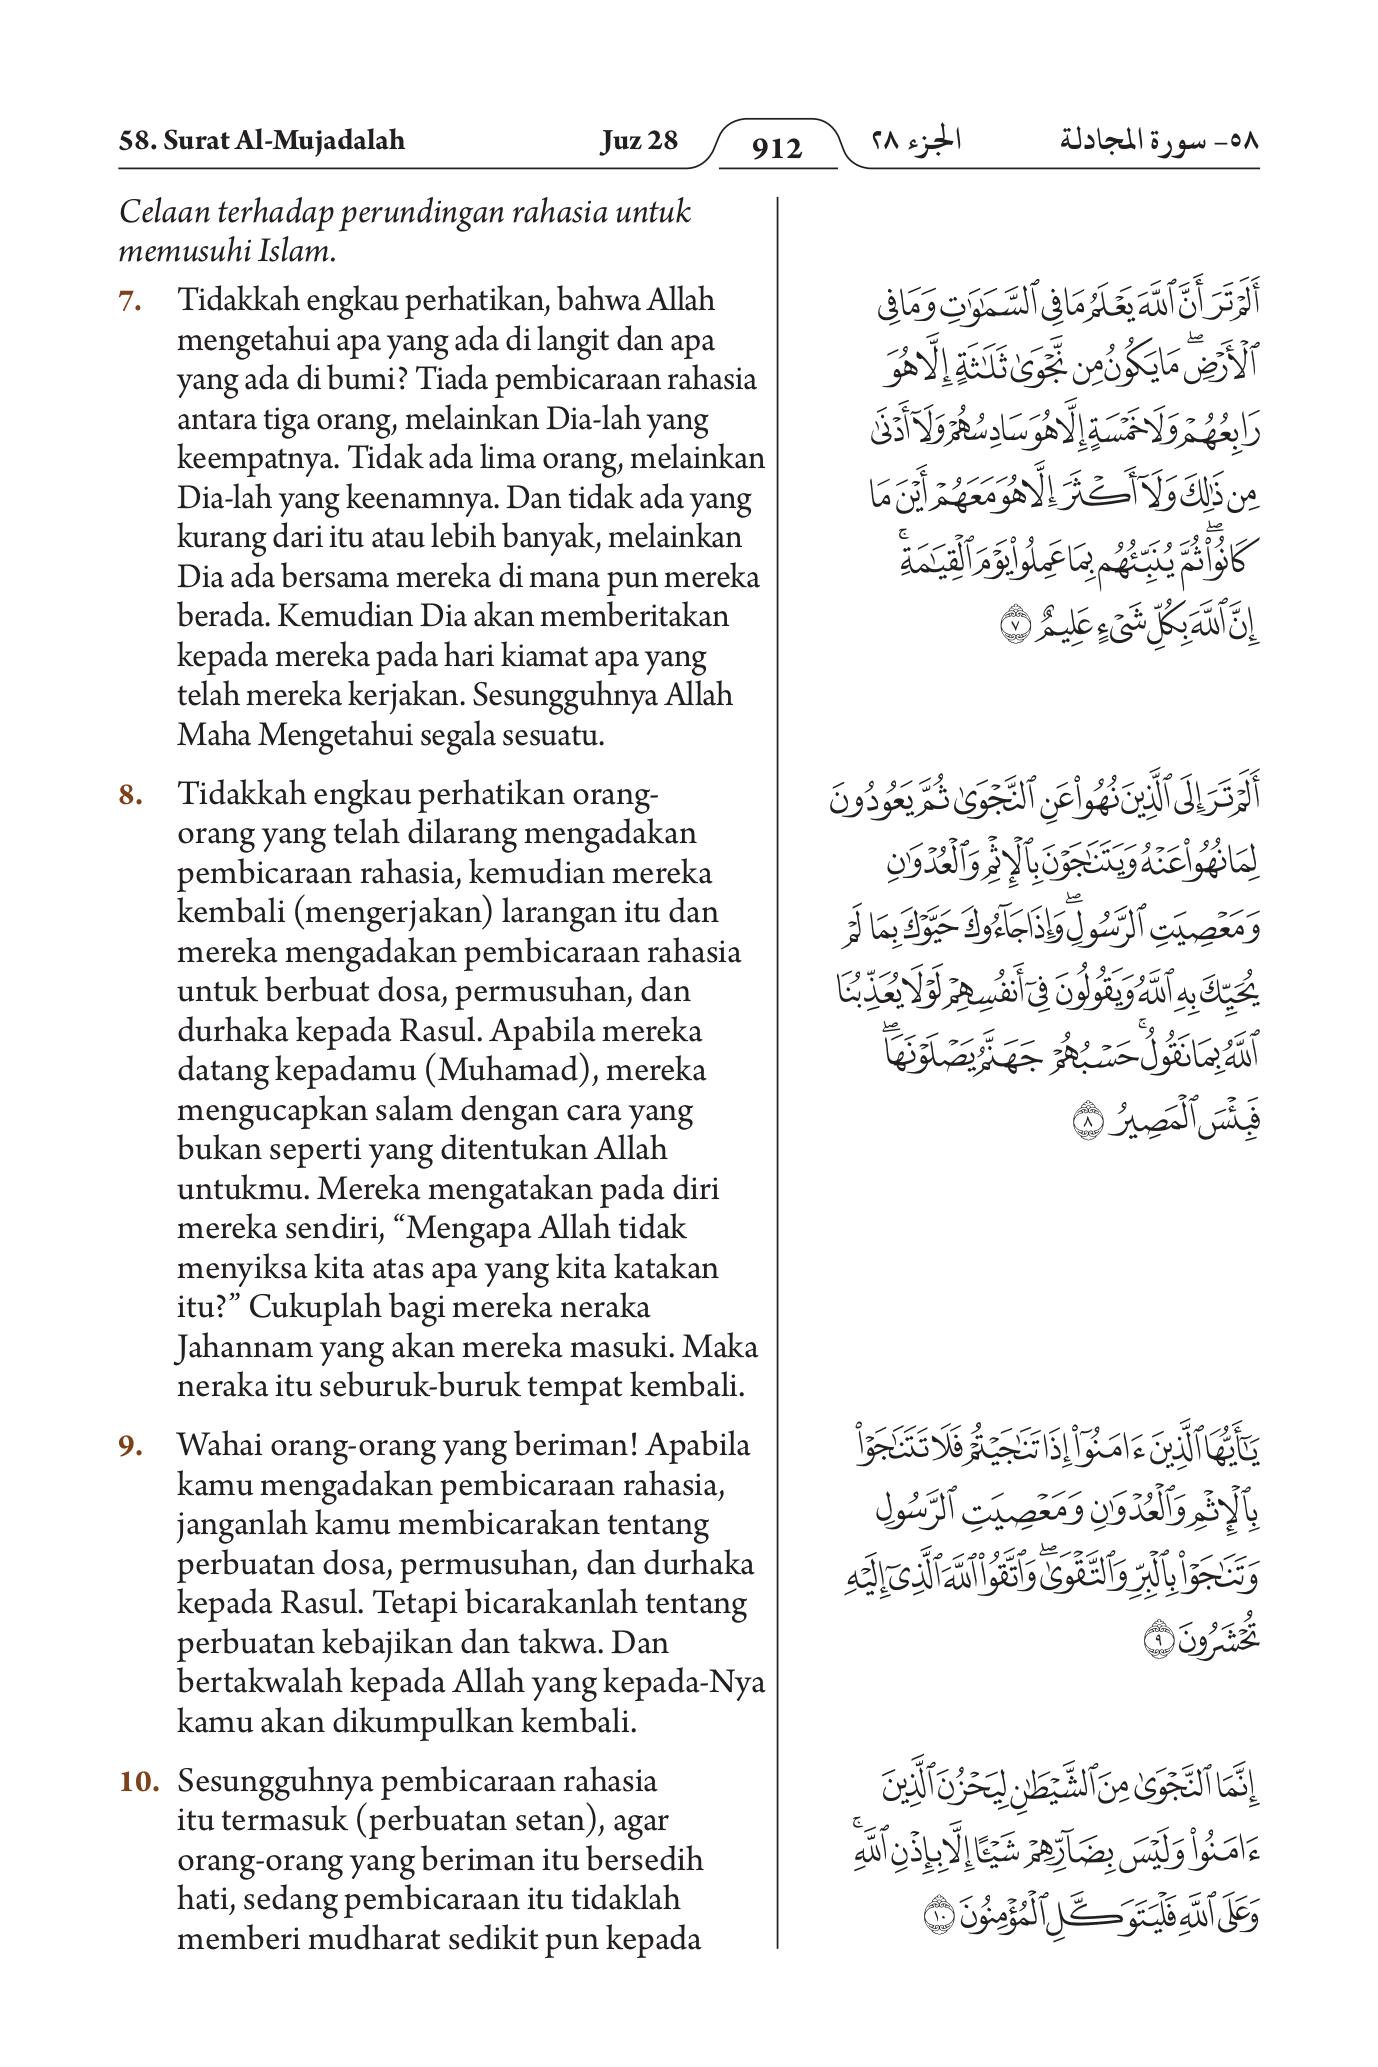 58. Surat Al-Mujadalah Juz 28 912 الجزء ٢٨ ٥٨- سورة المجادلة
Celaan terhadap perundingan rahasia untuk
memusuhi Islam.
7. Tidakkah engkau perhatikan, bahwa Allah
mengetahui apa yang ada di langit dan apa
yang ada di bumi? Tiada pembicaraan rahasia
antara tiga orang, melainkan Dia-lah yang
keempatnya. Tidak ada lima orang, melainkan
Dia-lah yang keenamnya. Dan tidak ada yang
kurang dari itu atau lebih banyak, melainkan
Dia ada bersama mereka di mana pun mereka
berada. Kemudian Dia akan memberitakan
kepada mereka pada hari kiamat apa yang
telah mereka kerjakan. Sesungguhnya Allah
Maha Mengetahui segala sesuatu.
8. Tidakkah engkau perhatikan orang-
orang yang telah dilarang mengadakan
pembicaraan rahasia, kemudian mereka
kembali (mengerjakan) larangan itu dan
mereka mengadakan pembicaraan rahasia
untuk berbuat dosa, permusuhan, dan
durhaka kepada Rasul. Apabila mereka
datang kepadamu (Muhamad), mereka
mengucapkan salam dengan cara yang
bukan seperti yang ditentukan Allah
untukmu. Mereka mengatakan pada diri
mereka sendiri, “Mengapa Allah tidak
menyiksa kita atas apa yang kita katakan
itu?” Cukuplah bagi mereka neraka
Jahannam yang akan mereka masuki. Maka
neraka itu seburuk-buruk tempat kembali.
9. Wahai orang-orang yang beriman! Apabila
kamu mengadakan pembicaraan rahasia,
janganlah kamu membicarakan tentang
perbuatan dosa, permusuhan, dan durhaka
kepada Rasul. Tetapi bicarakanlah tentang
perbuatan kebajikan dan takwa. Dan
bertakwalah kepada Allah yang kepada-Nya
kamu akan dikumpulkan kembali.
10. Sesungguhnya pembicaraan rahasia
itu termasuk (perbuatan setan), agar
orang-orang yang beriman itu bersedih
hati, sedang pembicaraan itu tidaklah
memberi mudharat sedikit pun kepada
أَلَمْ تَرَ أَنَّ ٱللَّهَ يَعْلَمُ مَا فِى ٱلسَّمَٰوَٰتِ وَمَا فِى
ٱلْأَرْضِ ۖ مَا يَكُونُ مِن نَّجْوَىٰ ثَلَٰثَةٍ إِلَّا هُوَ
رَابِعُهُمْ وَلَا خَمْسَةٍ إِلَّا هُوَ سَادِسُهُمْ وَلَآ أَدْنَىٰ
مِن ذَٰلِكَ وَلَآ أَكْثَرَ إِلَّا هُوَ مَعَهُمْ أَيْنَ مَا
كَانُوا۟ ۖ ثُمَّ يُنَبِّئُهُم بِمَا عَمِلُوا۟ يَوْمَ ٱلْقِيَٰمَةِ ۚ
إِنَّ ٱللَّهَ بِكُلِّ شَىْءٍ عَلِيمٌ ٧
أَلَمْ تَرَ إِلَى ٱلَّذِينَ نُهُوا۟ عَنِ ٱلنَّجْوَىٰ ثُمَّ يَعُودُونَ
لِمَا نُهُوا۟ عَنْهُ وَيَتَنَٰجَوْنَ بِٱلْإِثْمِ وَٱلْعُدْوَٰنِ
وَمَعْصِيَتِ ٱلرَّسُولِ ۖ وَإِذَا جَآءُوكَ حَيَّوْكَ بِمَا لَمْ
يُحَيِّكَ بِهِ ٱللَّهُ وَيَقُولُونَ فِىٓ أَنفُسِهِمْ لَوْلَا يُعَذِّبُنَا
ٱللَّهُ بِمَا نَقُولُ ۚ حَسْبُهُمْ جَهَنَّمُ يَصْلَوْنَهَا ۖ
فَبِئْسَ ٱلْمَصِيرُ ٨
يَٰٓأَيُّهَا ٱلَّذِينَ ءَامَنُوٓا۟ إِذَا تَنَٰجَيْتُمْ فَلَا تَتَنَٰجَوْا۟
بِٱلْإِثْمِ وَٱلْعُدْوَٰنِ وَمَعْصِيَتِ ٱلرَّسُولِ
وَتَنَٰجَوْا۟ بِٱلْبِرِّ وَٱلتَّقْوَىٰ ۖ وَٱتَّقُوا۟ ٱللَّهَ ٱلَّذِىٓ إِلَيْهِ
تُحْشَرُونَ ٩
إِنَّمَا ٱلنَّجْوَىٰ مِنَ ٱلشَّيْطَٰنِ لِيَحْزُنَ ٱلَّذِينَ
ءَامَنُوا۟ وَلَيْسَ بِضَآرِّهِمْ شَيْـًٔا إِلَّا بِإِذْنِ ٱللَّهِ ۚ
وَعَلَى ٱللَّهِ فَلْيَتَوَكَّلِ ٱلْمُؤْمِنُونَ ١٠